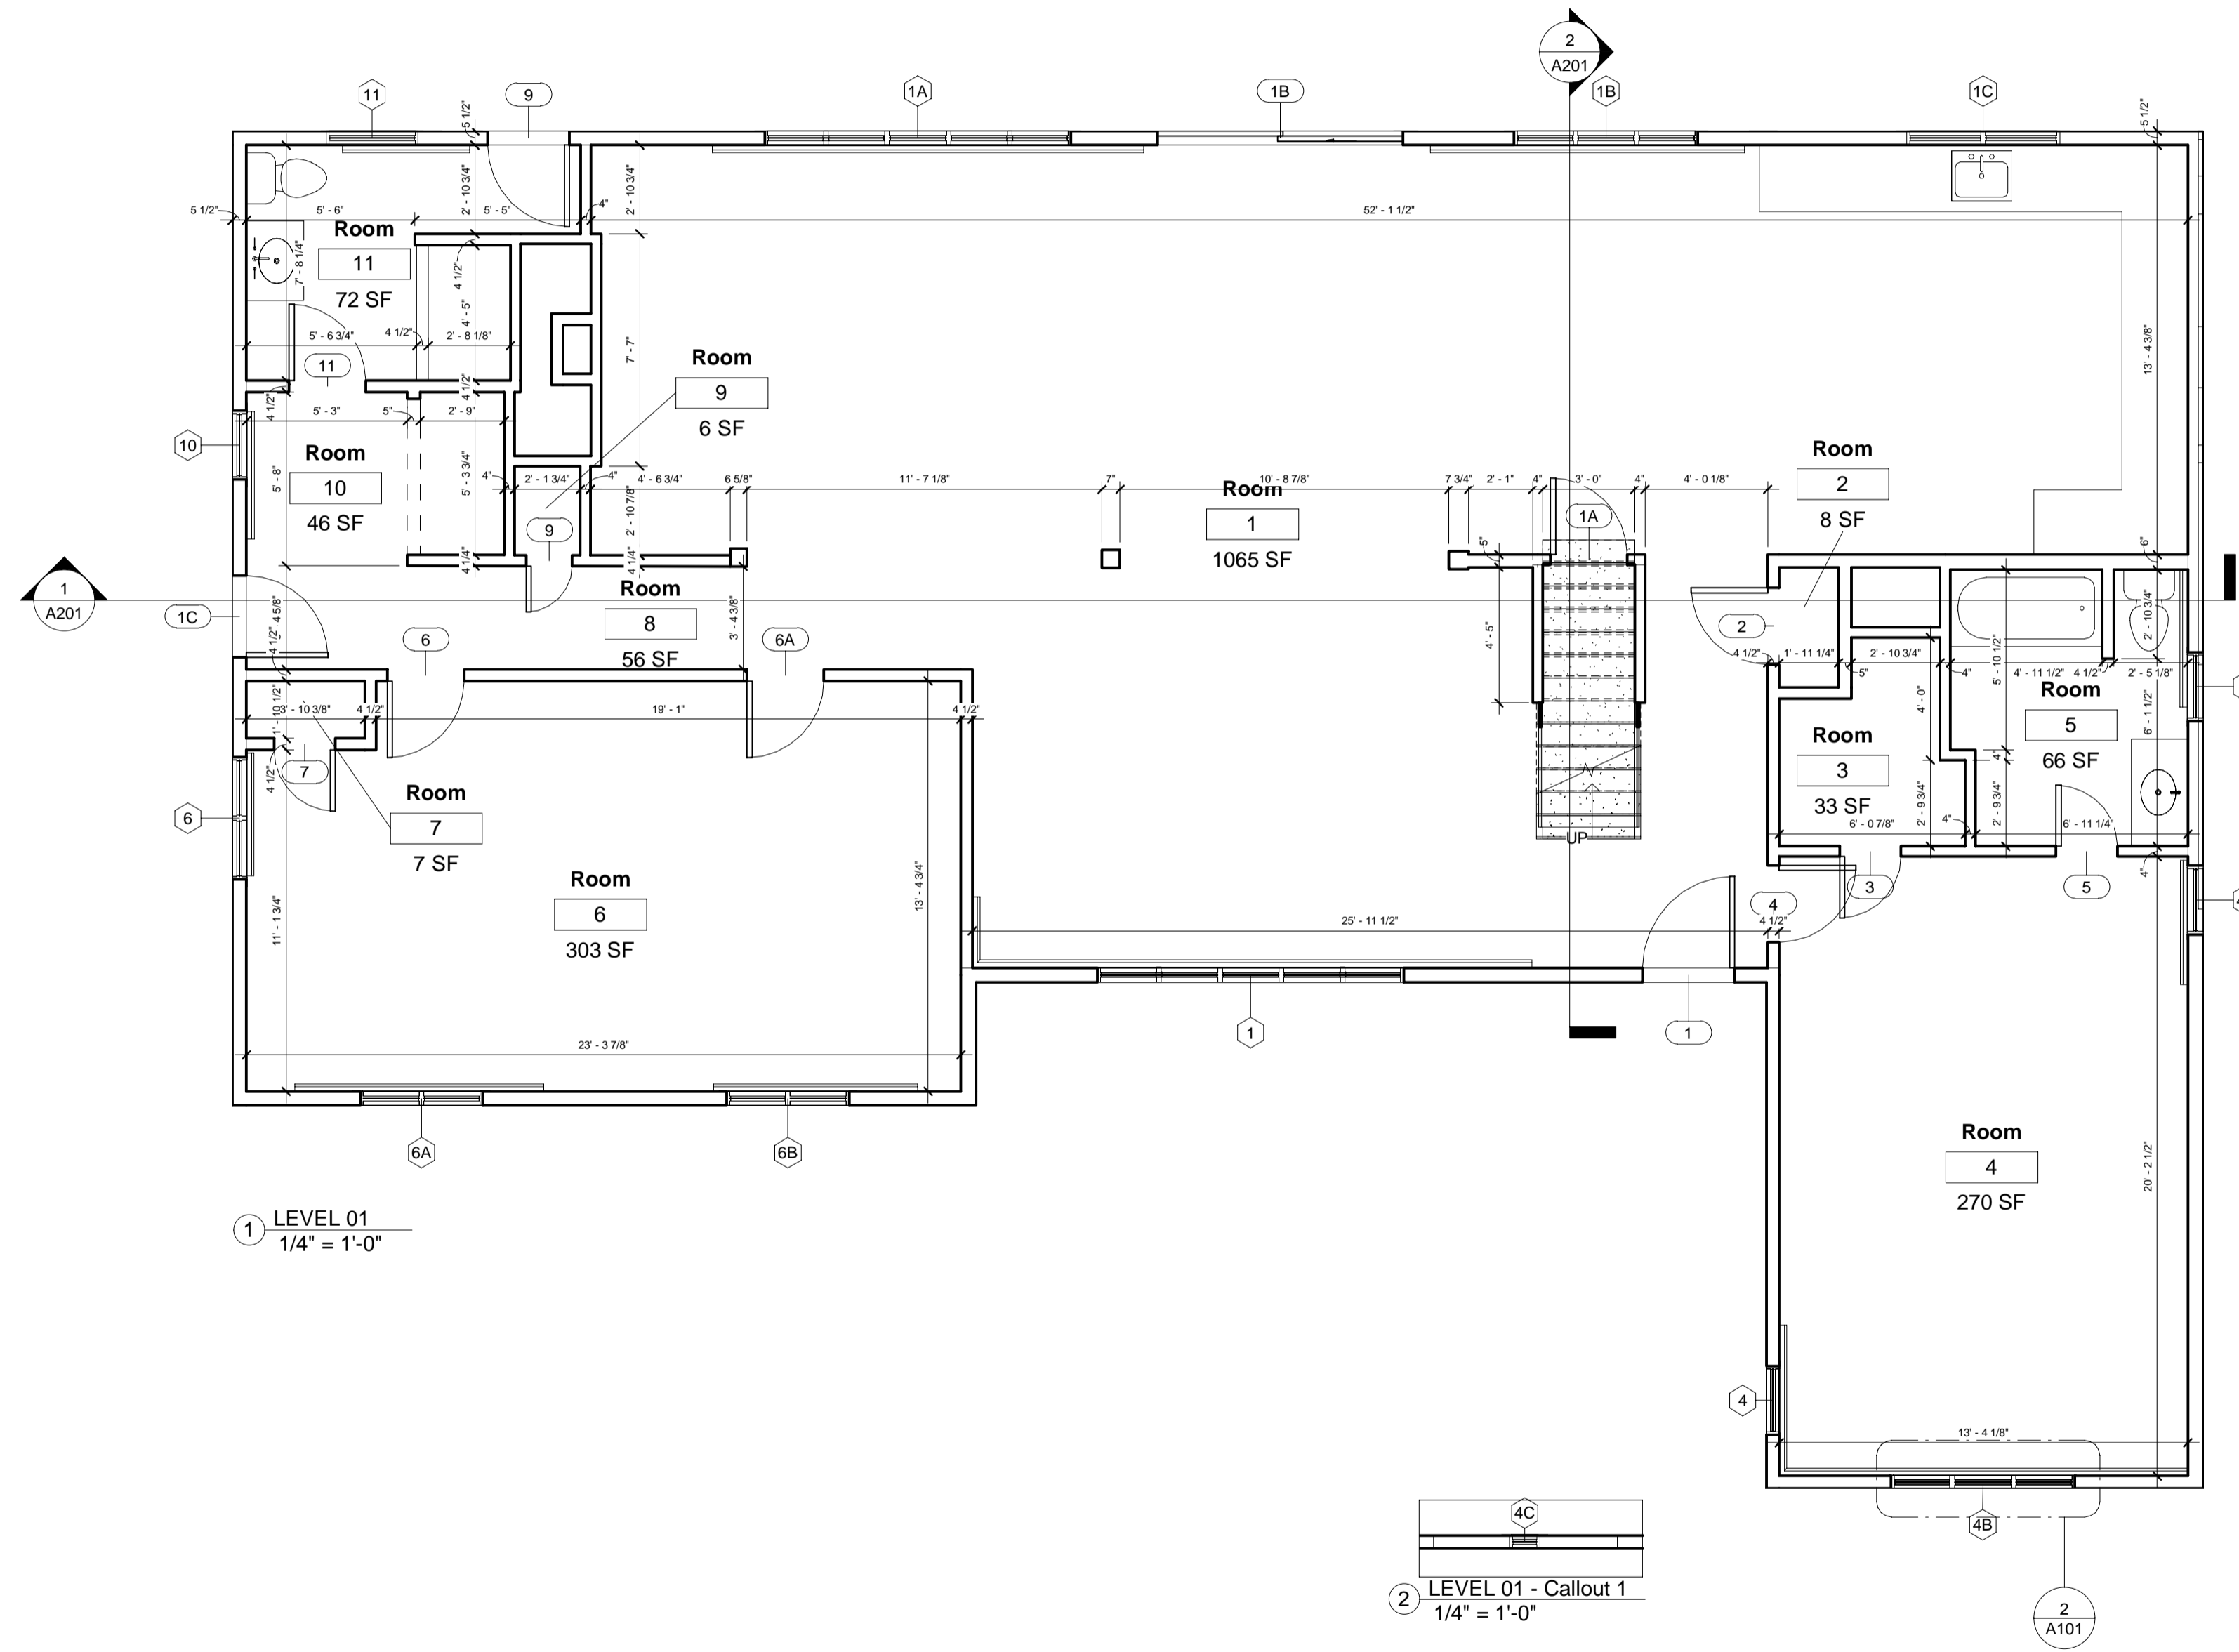 2
A201
11
9
1A
1B
1B
1C
5 1/2"
5 1/2"
2' - 10 3/4"
2' - 10 3/4"
5 1/2"
5' - 6"
5' - 5"
4"
52' - 1 1/2"
Room
11
72 SF
7' - 8 1/4"
4 1/2"
4' - 5"
5' - 6 3/4"
4 1/2"
2' - 8 1/8"
7' - 7"
13' - 4 3/8"
Room
9
6 SF
11
4 1/2"
4 1/2"
5' - 3"
5"
2' - 9"
10
Room
10
46 SF
5' - 8"
5' - 3 3/4"
4"
2' - 1 3/4"
4"
4' - 6 3/4"
6 5/8"
11' - 7 1/8"
7"
10' - 8 7/8"
7 3/4"
2' - 1"
4"
3' - 0"
4"
4' - 0 1/8"
Room
2
8 SF
Room
1
1065 SF
1A
2' - 10 7/8"
9
4 1/4"
4 1/4"
5"
6"
1
A201
1C
4 5/8"
4 1/2"
6
Room
8
56 SF
3' - 4 3/8"
6A
4' - 5"
2
4 1/2"
1' - 11 1/4"
5"
2' - 10 3/4"
4"
5' - 10 1/2"
4' - 11 1/2"
4 1/2"
2' - 5 1/8"
2' - 10 3/4"
1' - 10 1/2"
3' - 10 3/8"
4 1/2"
19' - 1"
4 1/2"
4' - 0"
Room
5
66 SF
6' - 1 1/2"
Room
3
33 SF
4"
7
4 1/2"
6
Room
7
7 SF
UP
2' - 9 3/4"
2' - 9 3/4"
6' - 0 7/8"
4"
6' - 11 1/4"
4"
Room
6
303 SF
11' - 1 3/4"
13' - 4 3/4"
3
5
4
4 1/2"
25' - 11 1/2"
1
1
23' - 3 7/8"
6A
6B
Room
4
270 SF
20' - 2 1/2"
1
LEVEL 01
1/4" = 1'-0"
4
13' - 4 1/8"
4C
4B
2
LEVEL 01 - Callout 1
1/4" = 1'-0"
2
A101